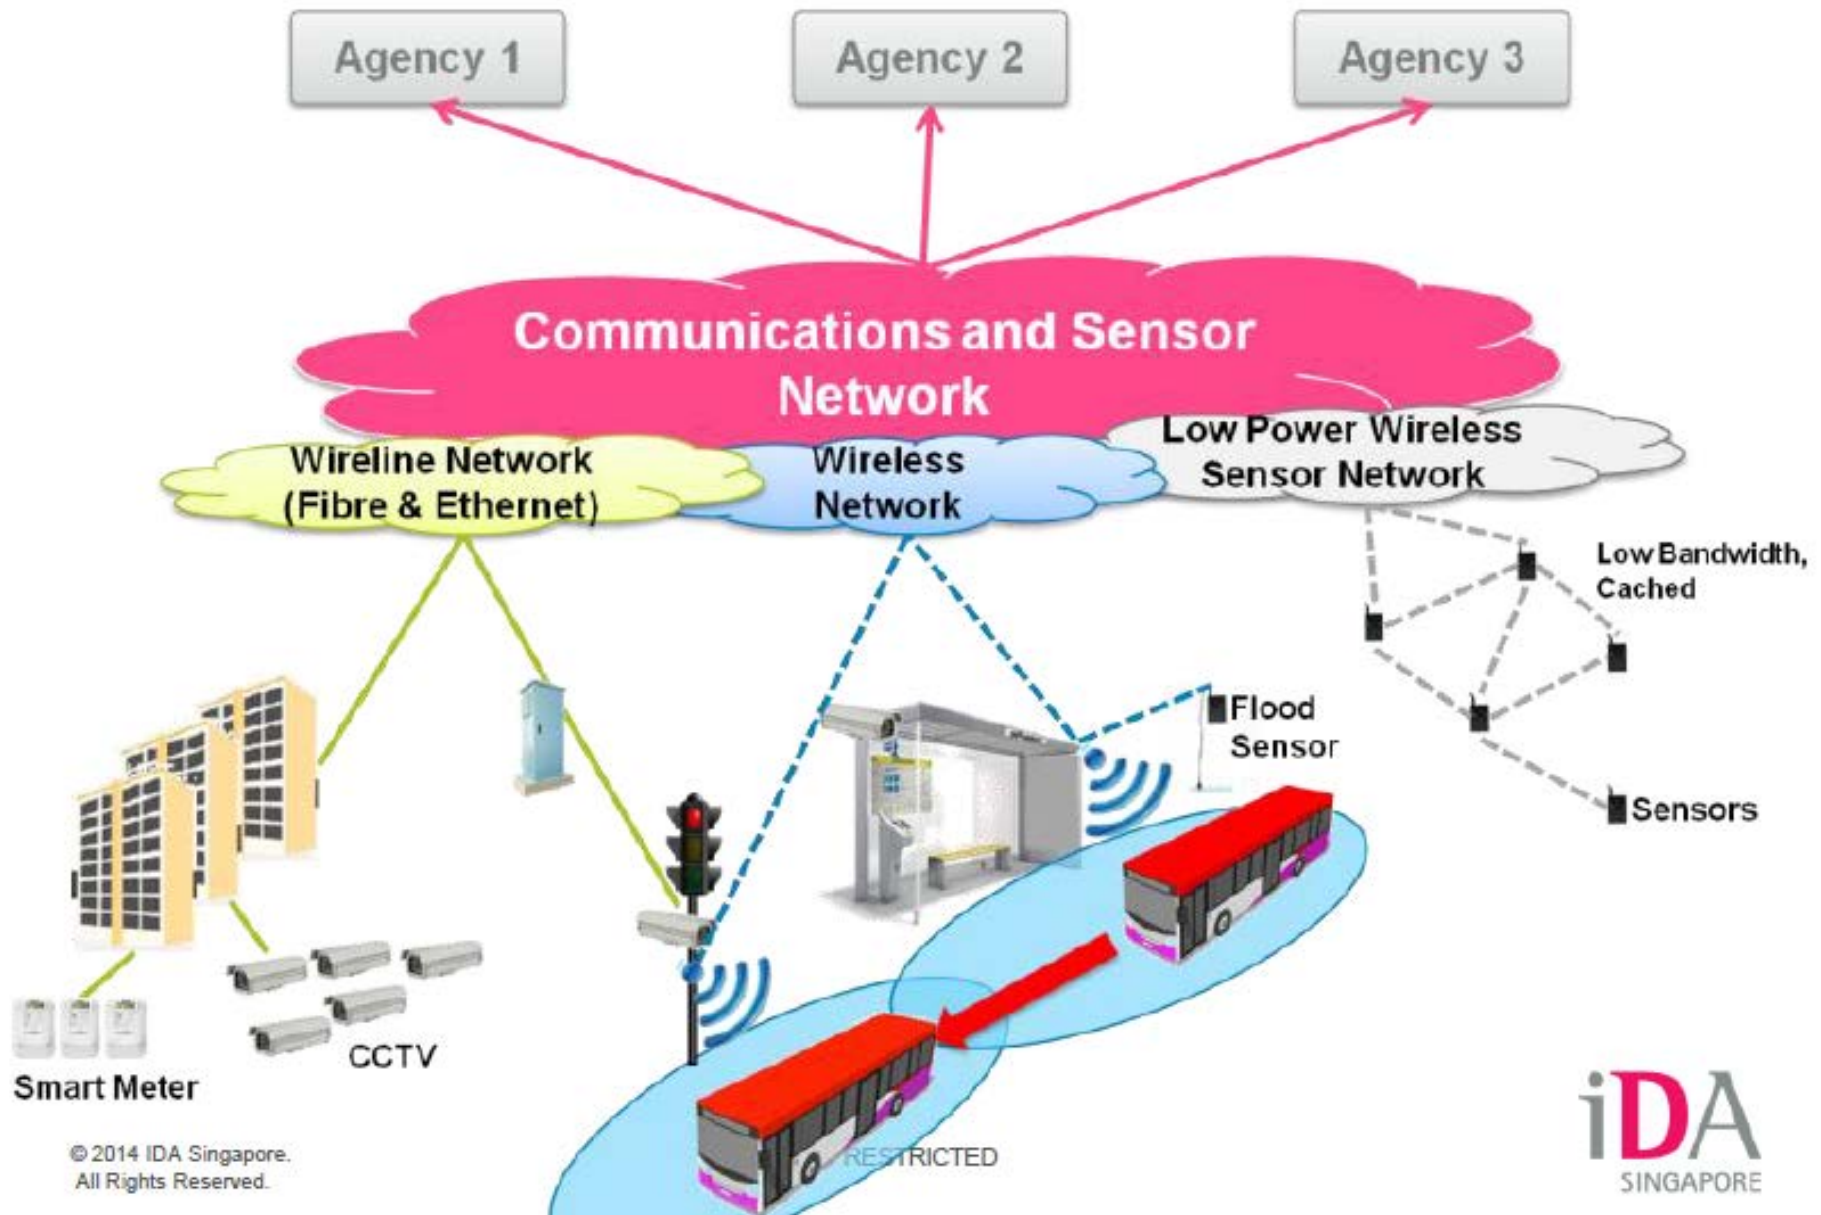 Agency 1
Agency 2
Agency 3
Communications and Sensor
Network
Wireline Network
(Fibre & Ethernet)
Wireless
Network
Low Power Wireless
Sensor Network
Low Bandwidth,
Cached
Flood
Sensor
Sensors
CCTV
Smart Meter
© 2014 IDA Singapore.
All Rights Reserved.
RESTRICTED
iDA
SINGAPORE